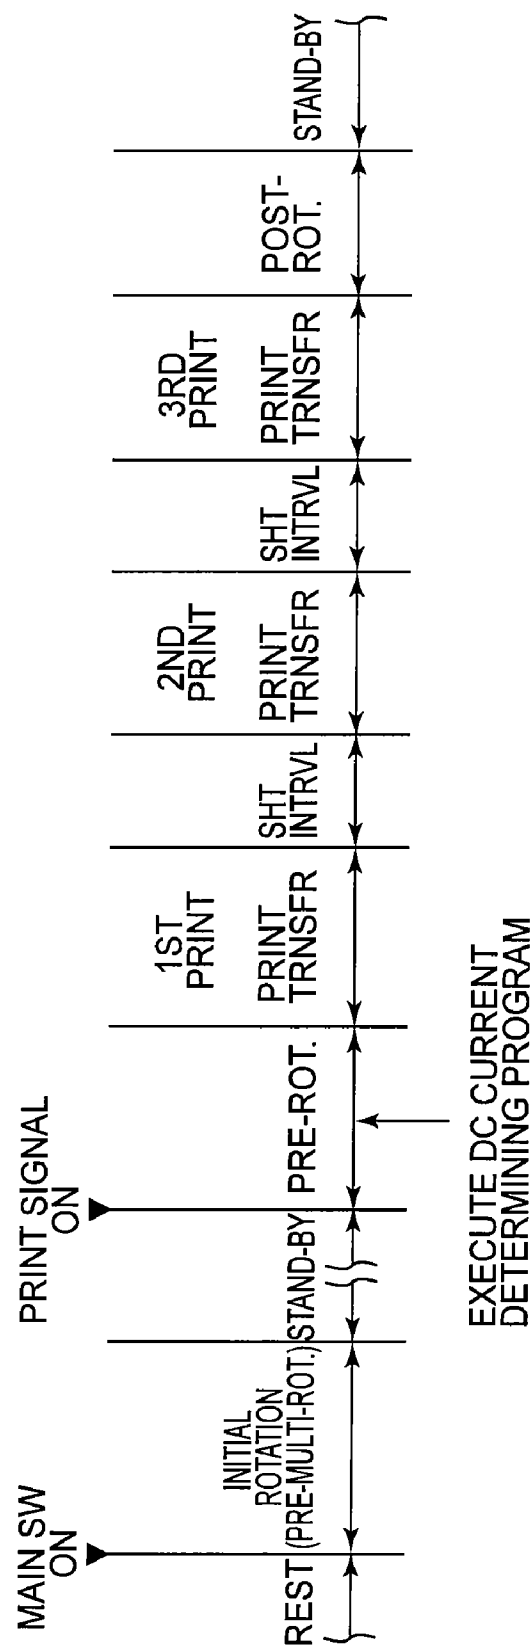 MAIN SW
ON
PRINT SIGNAL
ON
REST
INITIAL
ROTATION
(PRE-MULTI-ROT.)
STAND-BY
PRE-ROT.
1ST
PRINT
PRINT
TRNSFR
SHT
INTRVL
2ND
PRINT
PRINT
TRNSFR
SHT
INTRVL
3RD
PRINT
PRINT
TRNSFR
POST-
ROT.
STAND-BY
EXECUTE DC CURRENT
DETERMINING PROGRAM